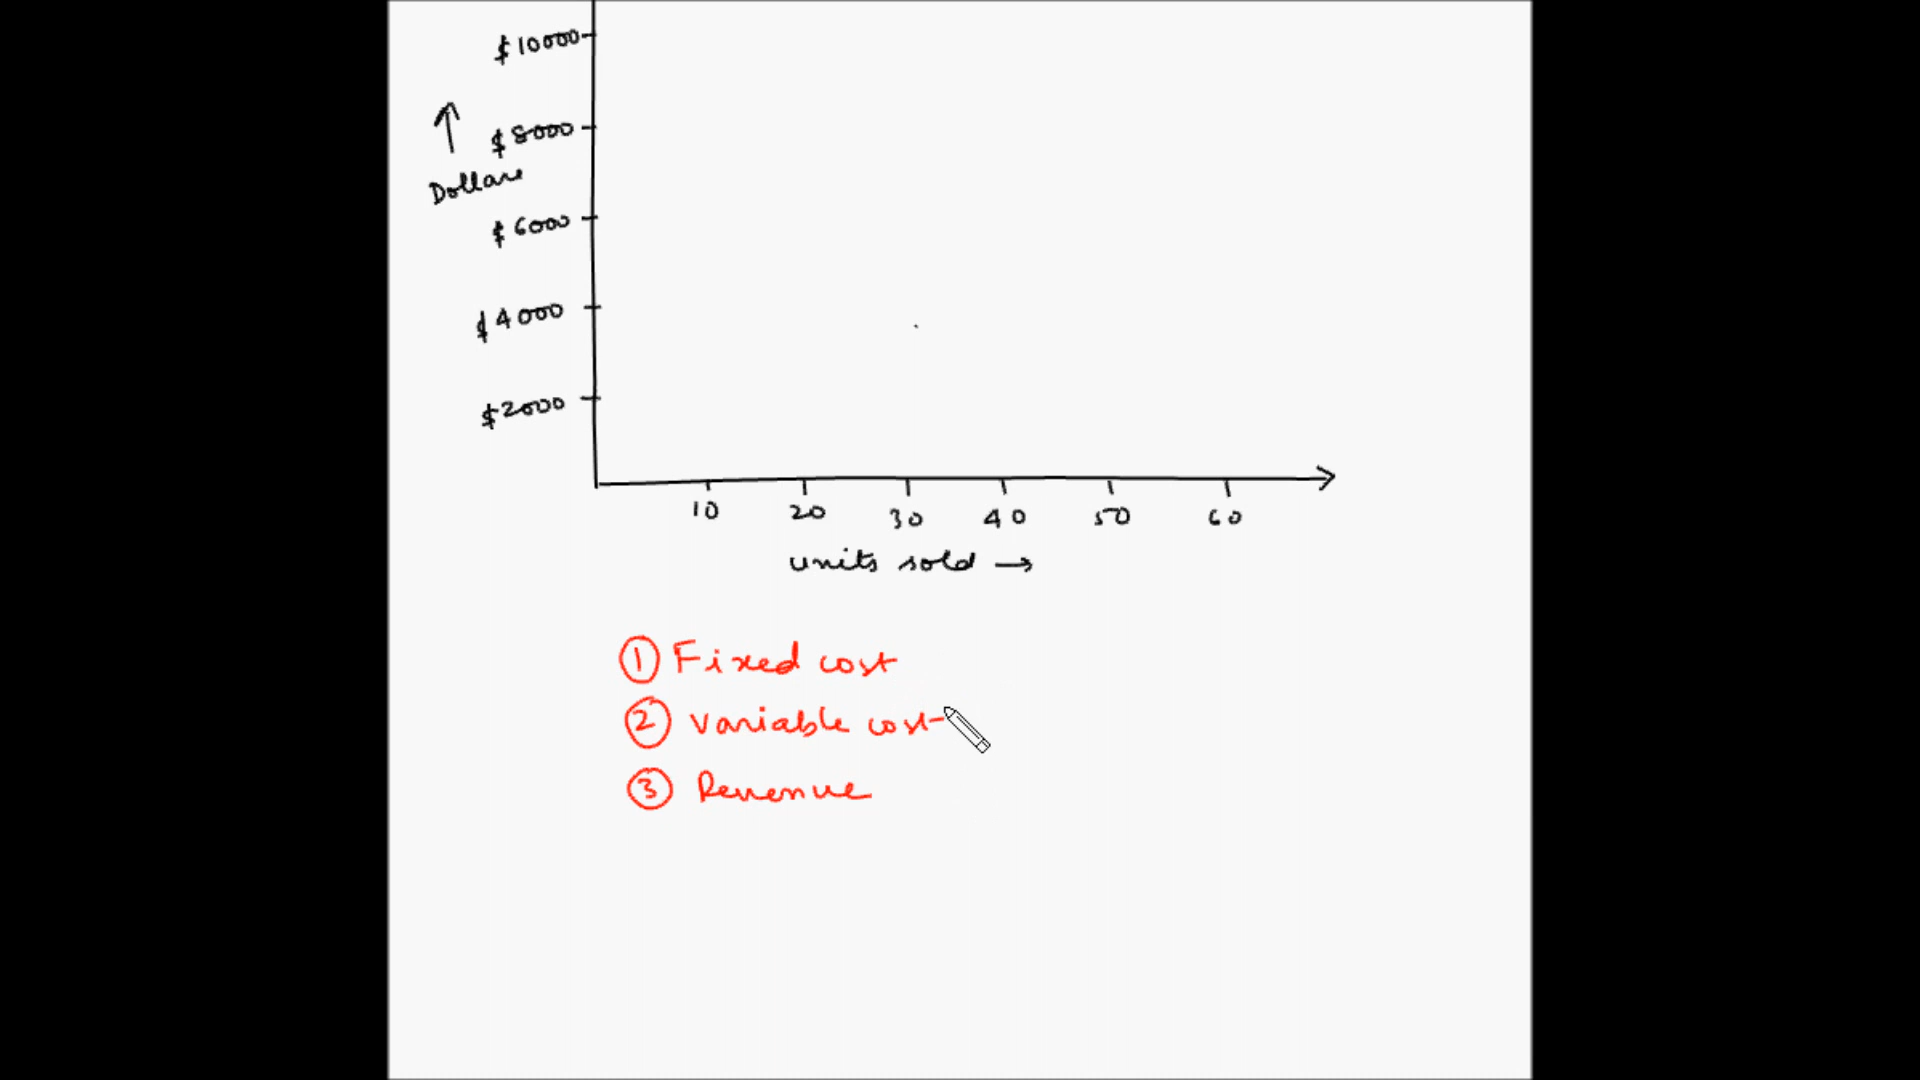 $10000
$8000
Dollars
$6000
$4000
$2000
10 20 30 40 50 60
units sold →
① Fixed cost
② Variable cost
③ Revenue